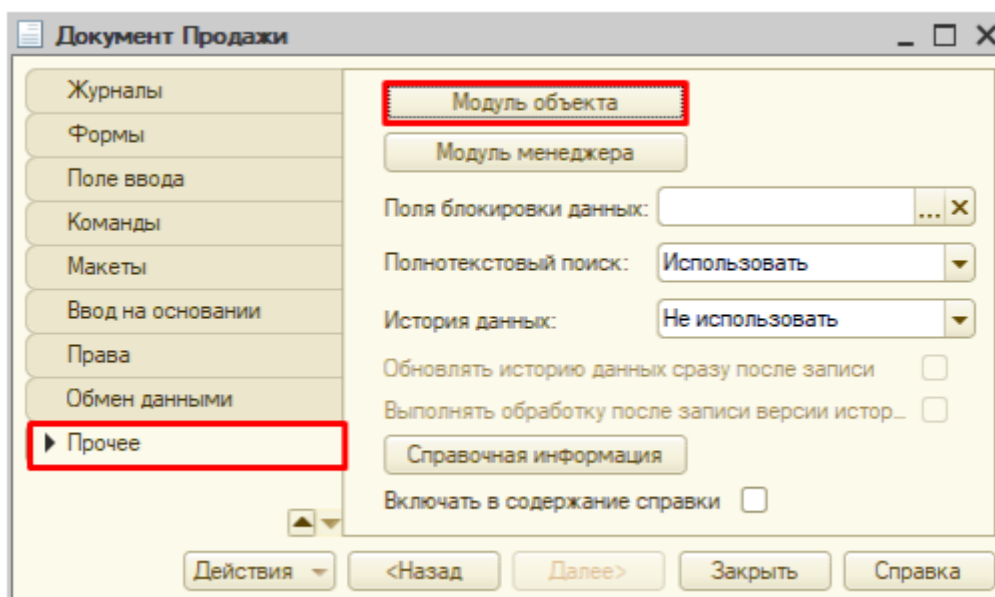 Документ Продажи
Журналы
Формы
Поле ввода
Команды
Макеты
Ввод на основании
Права
Обмен данными
Прочее
Модуль объекта
Модуль менеджера
Поля блокировки данных:
...
Полнотекстовый поиск: Использовать
История данных: Не использовать
Обновлять историю данных сразу после записи
Выполнять обработку после записи версии истор...
Справочная информация
Включать в содержание справки
Действия <Назад Далее> Закрыть Справка